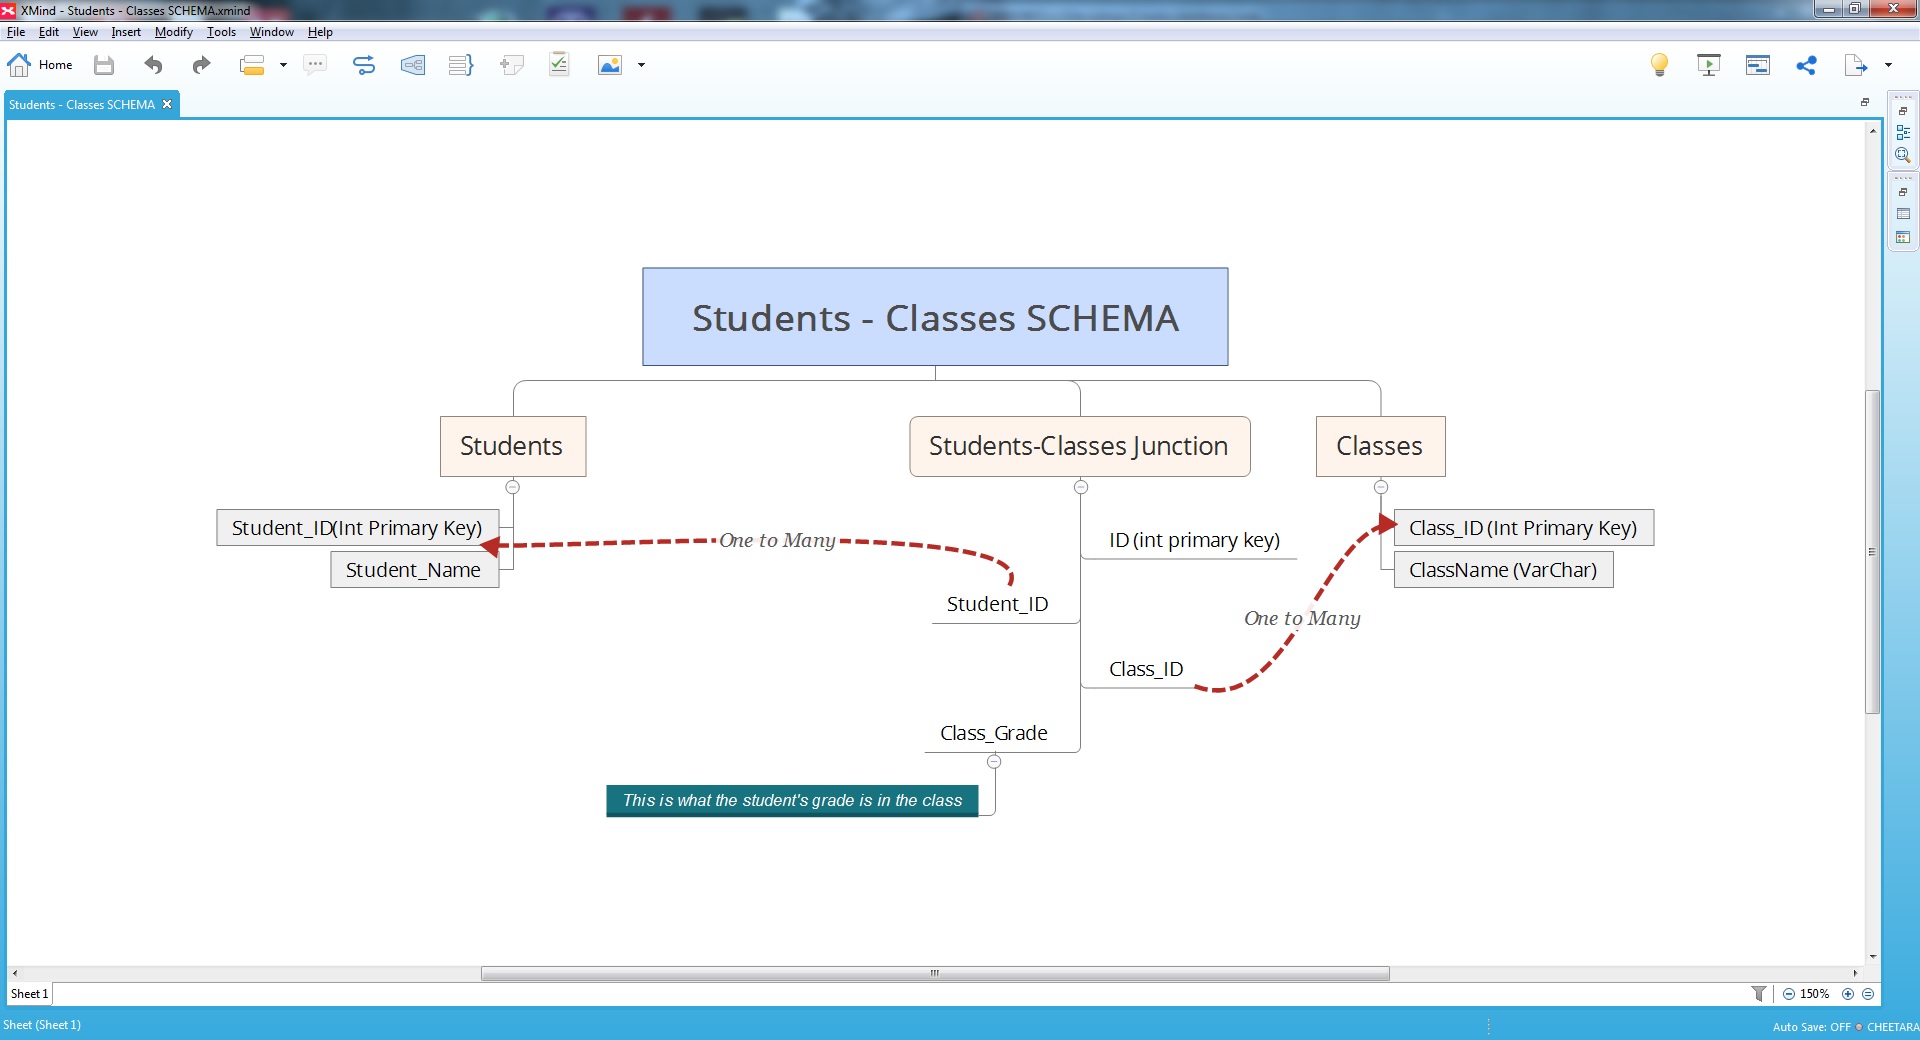 XMind - Students - Classes SCHEMA.xmind
File Edit View Insert Modify Tools Window Help
Home
Students - Classes SCHEMA
Students - Classes SCHEMA
Students
Students-Classes Junction
Classes
Student_ID(Int Primary Key)
Student_Name
One to Many
ID (int primary key)
Class_ID (Int Primary Key)
ClassName (VarChar)
Student_ID
One to Many
Class_ID
Class_Grade
This is what the student's grade is in the class
Sheet 1
150%
Sheet (Sheet 1)
Auto Save: OFF
CHEETARA